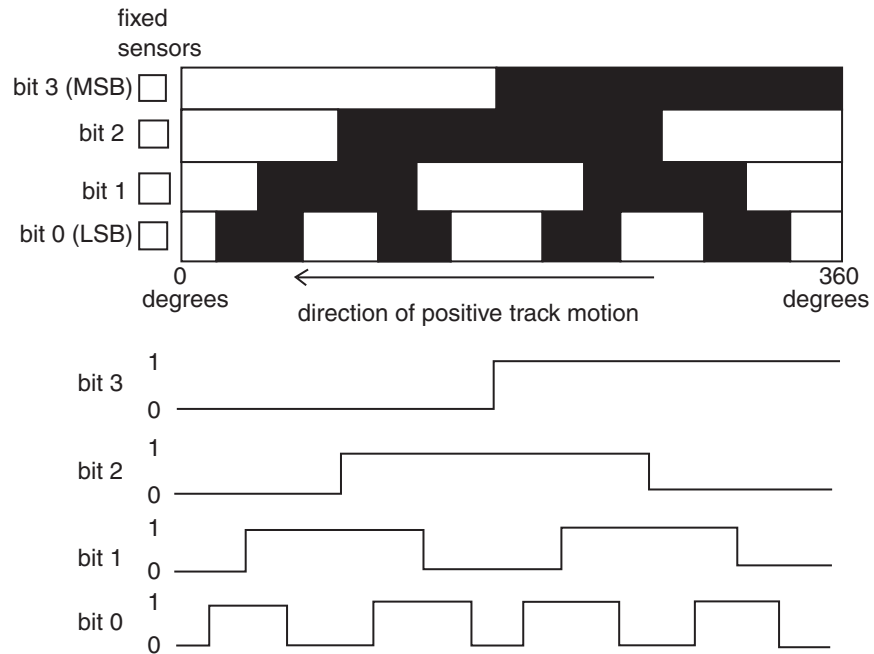 fixed
sensors
bit 3 (MSB)
bit 2
bit 1
bit 0 (LSB)
0
degrees
360
degrees
direction of positive track motion
1
bit 3
0
1
bit 2
0
1
bit 1
0
1
bit 0
0